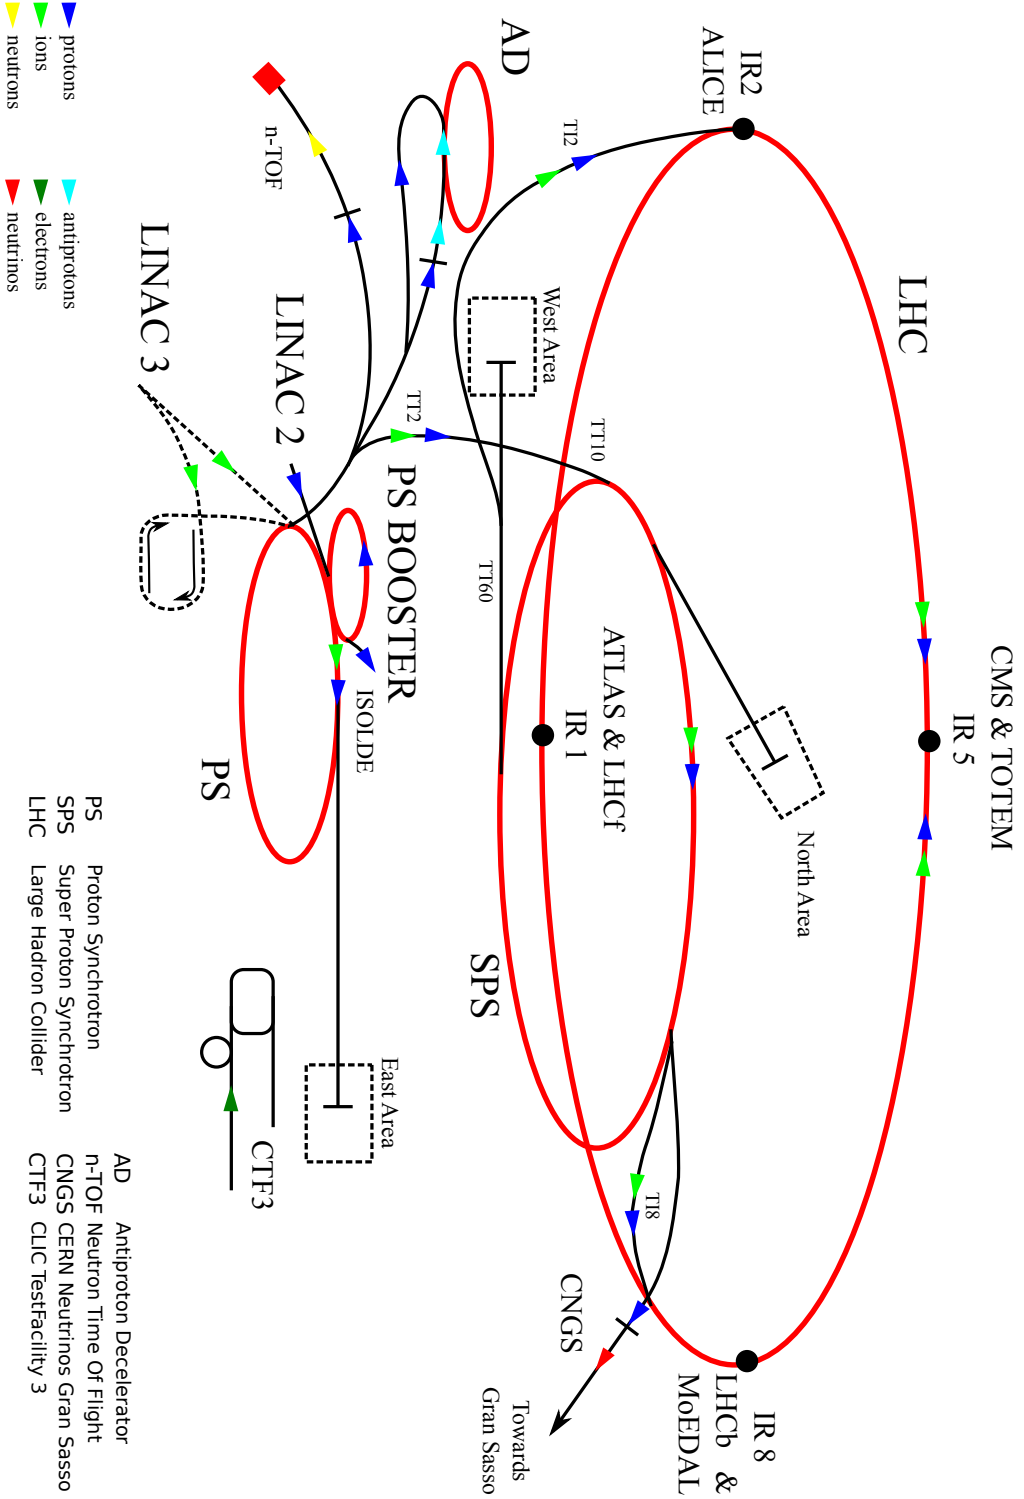 CMS & TOTEM
IR 5
LHC
North Area
IR2
ALICE
IR 8
LHCb &
MoEDAL
ATLAS & LHCf
IR 1
TT10
TI8
TI2
AD
West Area
TT60
SPS
CNGS
Towards
Gran Sasso
TT2
PS BOOSTER
ISOLDE
East Area
n-TOF
LINAC 2
LINAC 3
PS
CTF3
protons
ions
neutrons
antiprotons
electrons
neutrinos
PS Proton Synchrotron
SPS Super Proton Synchrotron
LHC Large Hadron Collider
AD Antiproton Decelerator
n-TOF Neutron Time Of Flight
CNGS CERN Neutrinos Gran Sasso
CTF3 CLIC TestFacility 3